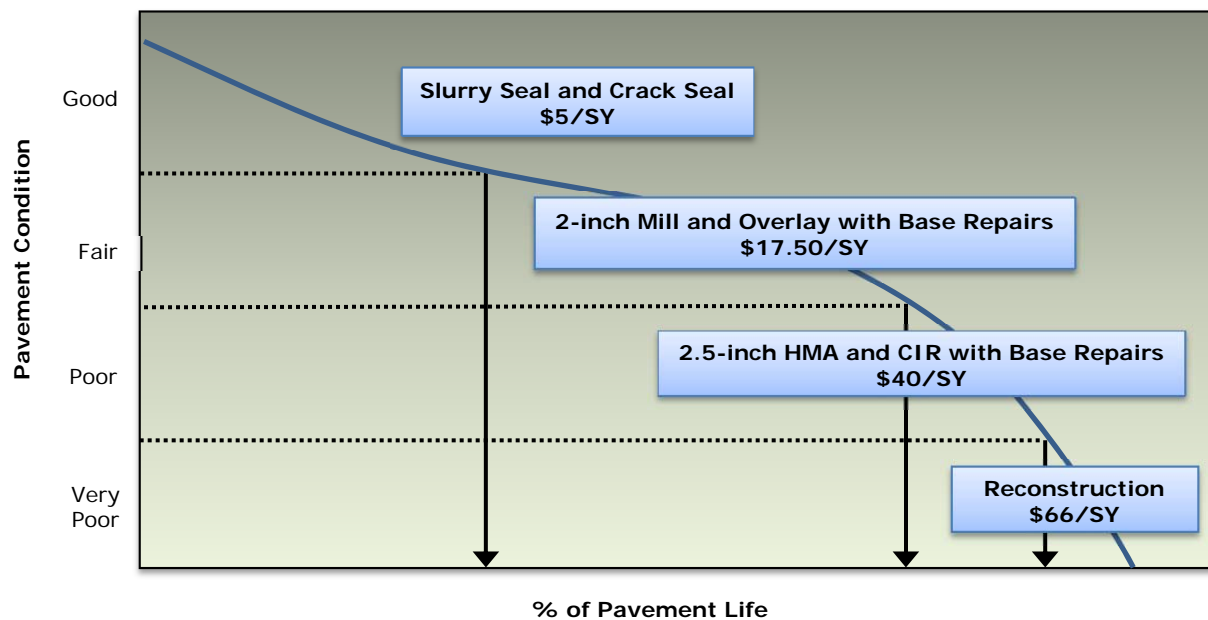 Pavement Condition
Good
Fair
Poor
Very
Poor
Slurry Seal and Crack Seal
$5/SY
2-inch Mill and Overlay with Base Repairs
$17.50/SY
2.5-inch HMA and CIR with Base Repairs
$40/SY
Reconstruction
$66/SY
% of Pavement Life